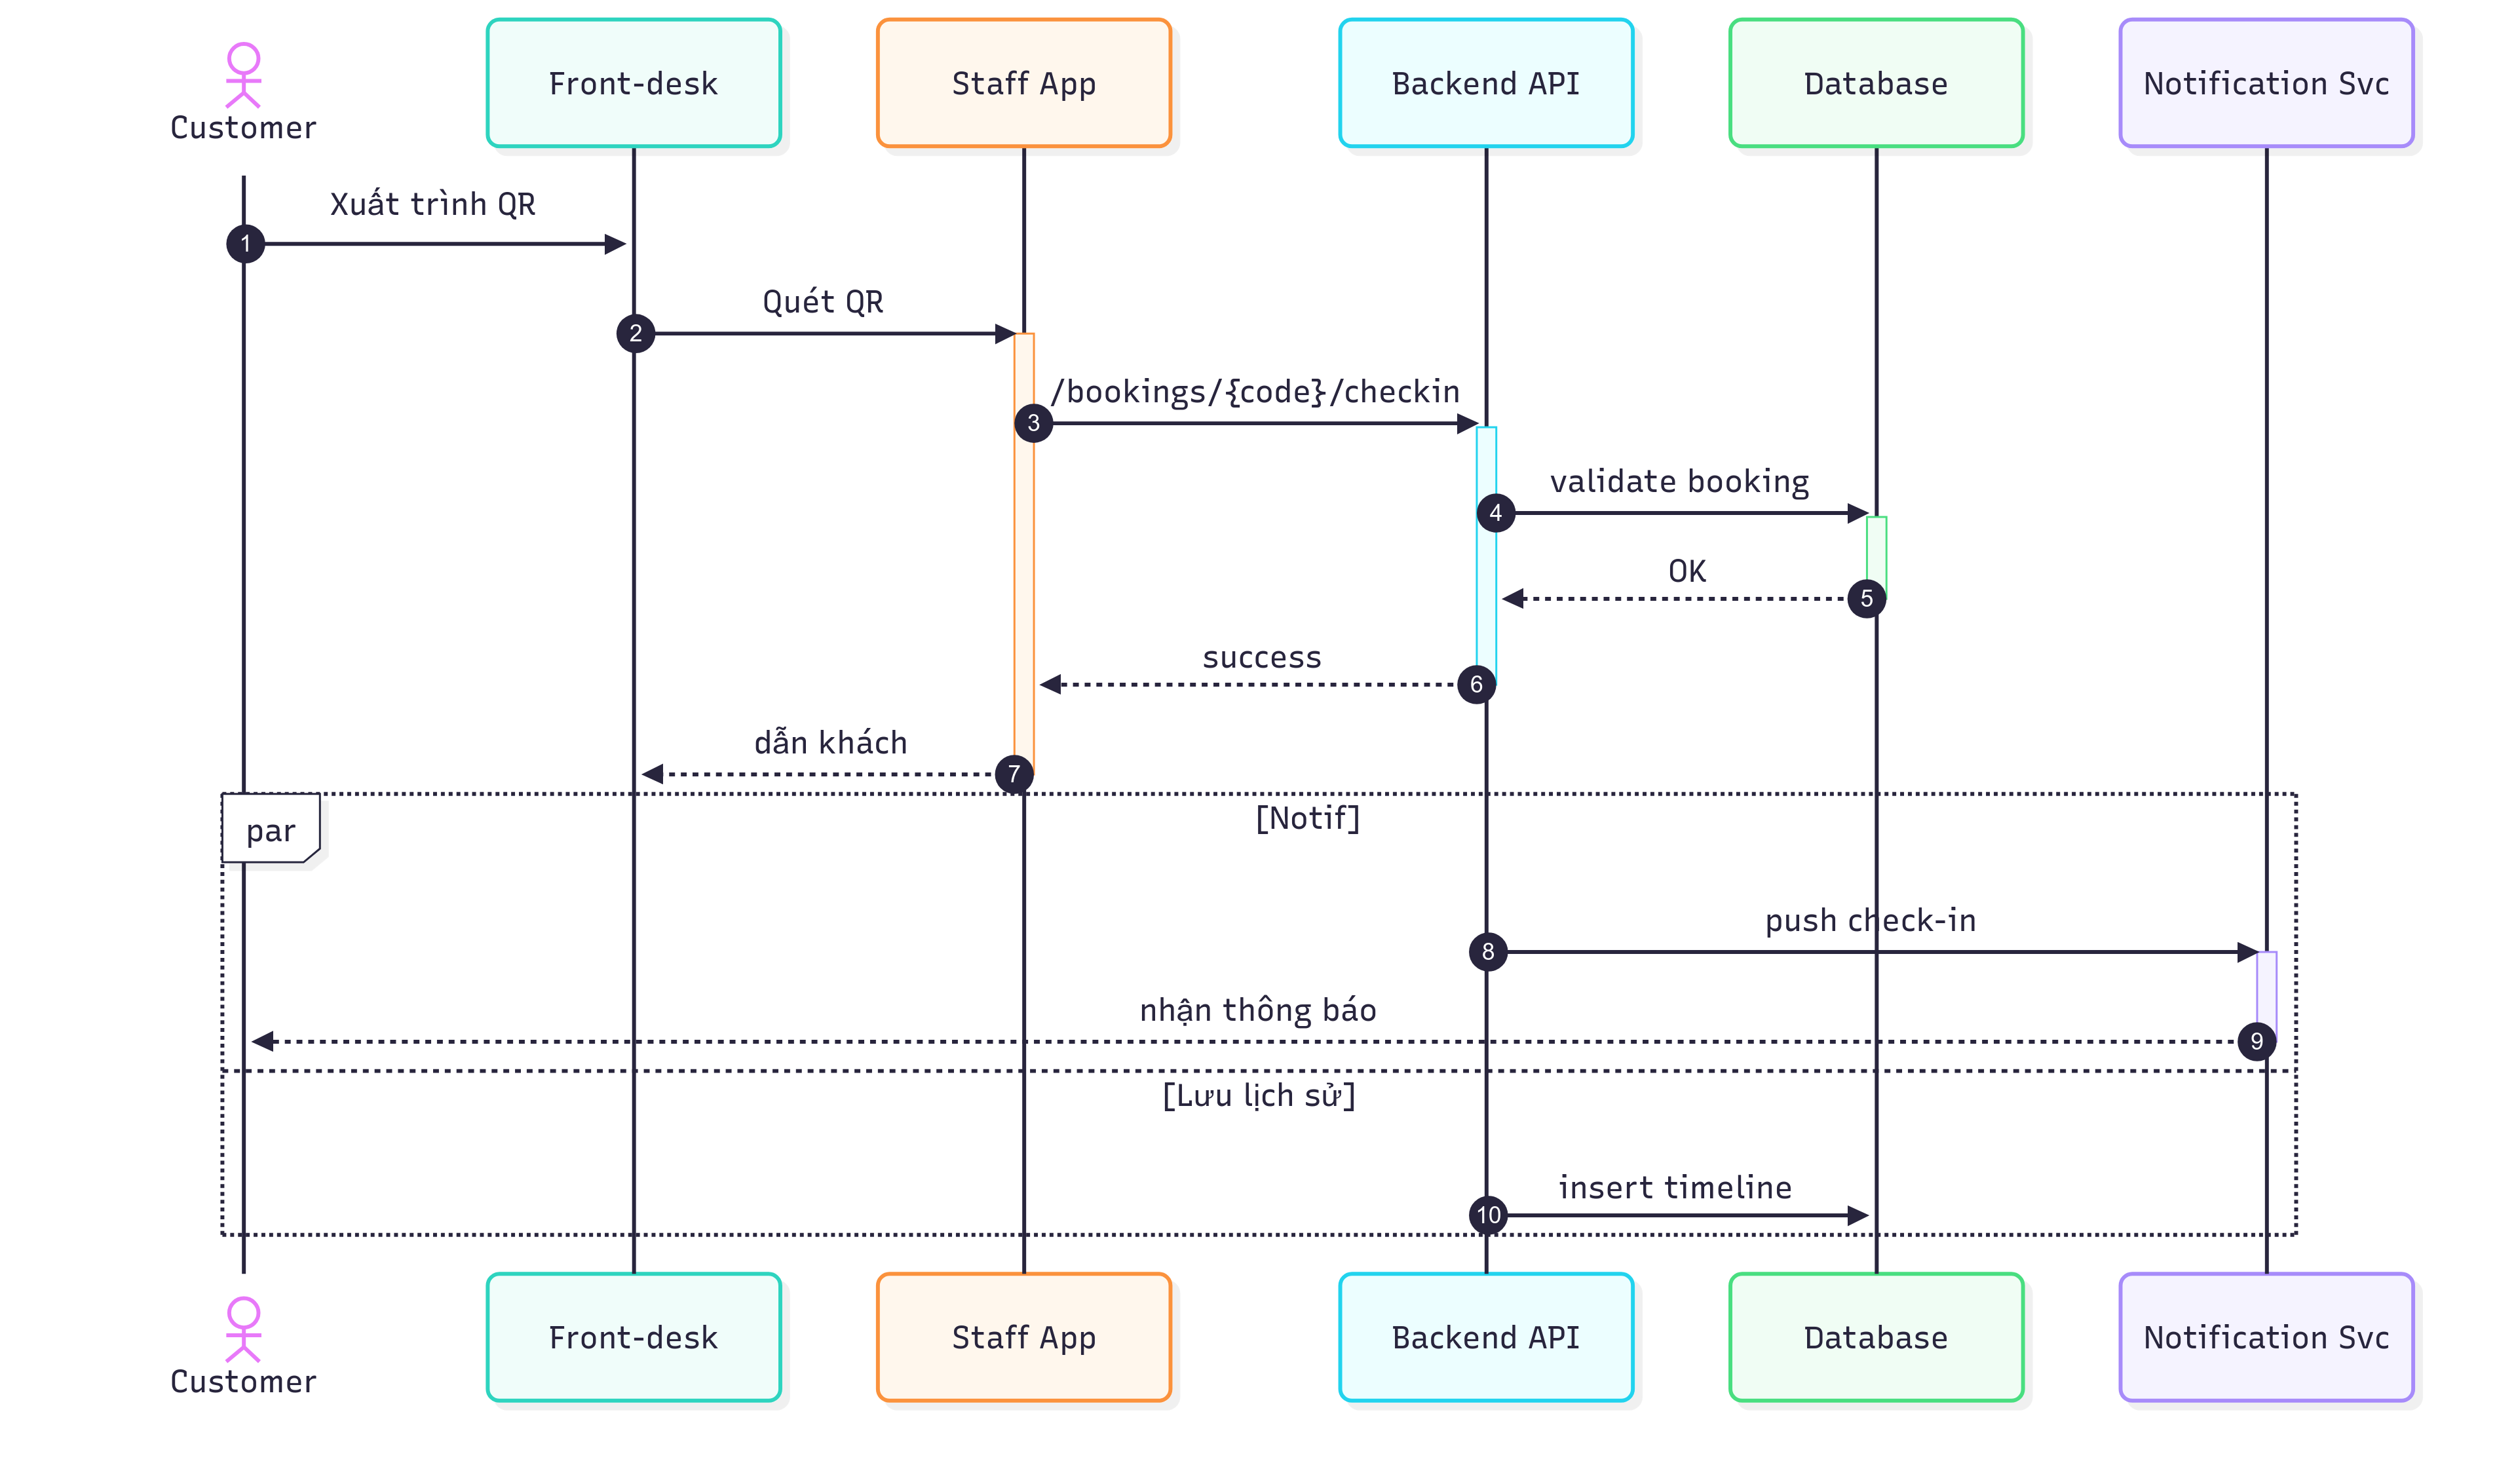 Customer
Front-desk
Staff App
Backend API
Database
Notification Svc
Xuất trình QR
1
Quét QR
2
/bookings/{code}/checkin
3
validate booking
4
OK
5
success
6
dẫn khách
7
par
[Notif]
push check-in
8
nhận thông báo
9
[Lưu lịch sử]
insert timeline
10
Customer
Front-desk
Staff App
Backend API
Database
Notification Svc